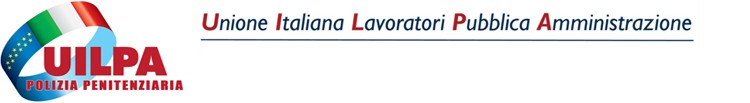 UILPA
POLIZIA PENITENZIARIA
Unione Italiana Lavoratori Pubblica Amministrazione